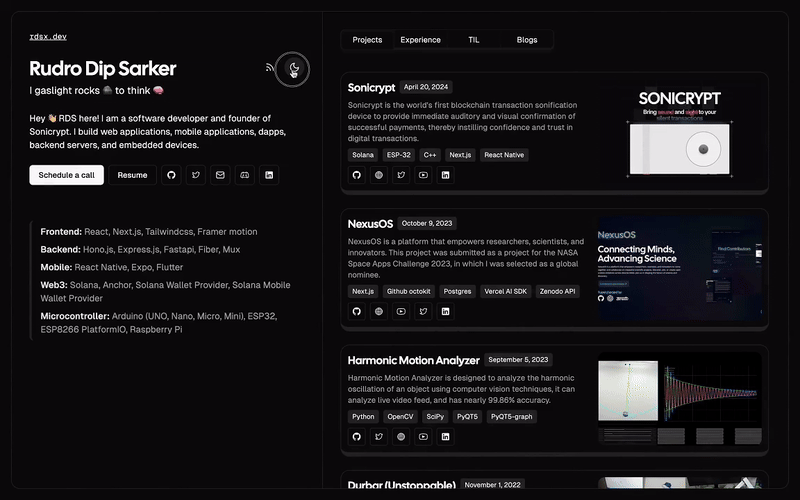 rdsx.dev
Rudro Dip Sarker
I gaslight rocks 🪨 to think 🧠
Hey 👋 RDS here! I am a software developer and founder of
Sonicrypt. I build web applications, mobile applications, dapps,
backend servers, and embedded devices.
Schedule a call
Resume
Frontend: React, Next.js, Tailwindcss, Framer motion
Backend: Hono.js, Express.js, Fastapi, Fiber, Mux
Mobile: React Native, Expo, Flutter
Web3: Solana, Anchor, Solana Wallet Provider, Solana Mobile
Wallet Provider
Microcontroller: Arduino (UNO, Nano, Micro, Mini), ESP32,
ESP8266 PlatformIO, Raspberry Pi
Projects Experience TIL Blogs
Sonicrypt April 20, 2024
Sonicrypt is the world's first blockchain transaction sonification
device to provide immediate auditory and visual confirmation of
successful payments, thereby instilling confidence and trust in
digital transactions.
Solana ESP-32 C++ Next.js React Native
SONICRYPT
Bring sound and sight to your
silent transactions
NexusOS October 9, 2023
NexusOS is a platform that empowers researchers, scientists, and
innovators. This project was submitted as a project for the NASA
Space Apps Challenge 2023, in which I was selected as a global
nominee.
Next.js Github octokit Postgres Vercel AI SDK Zenodo API
NexusOS
Connecting Minds,
Advancing Science
Find Contributors
Harmonic Motion Analyzer September 5, 2023
Harmonic Motion Analyzer is designed to analyze the harmonic
oscillation of an object using computer vision techniques, it can
analyze live video feed, and has nearly 99.86% accuracy.
Python OpenCV SciPy PyQT5 PyQT5-graph
Durbar (Unstoppable) November 1, 2022